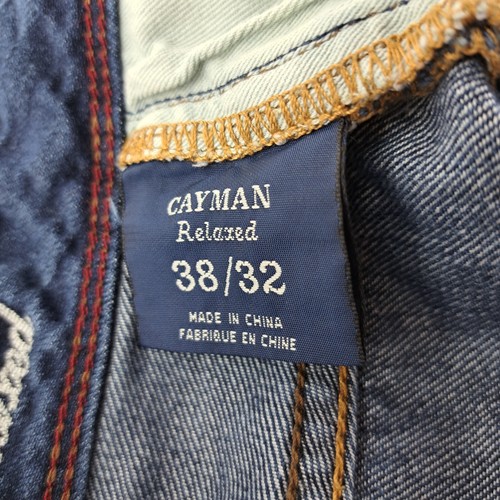 CAYMAN
Relaxed
38/32
MADE IN CHINA
FABRIQUE EN CHINE